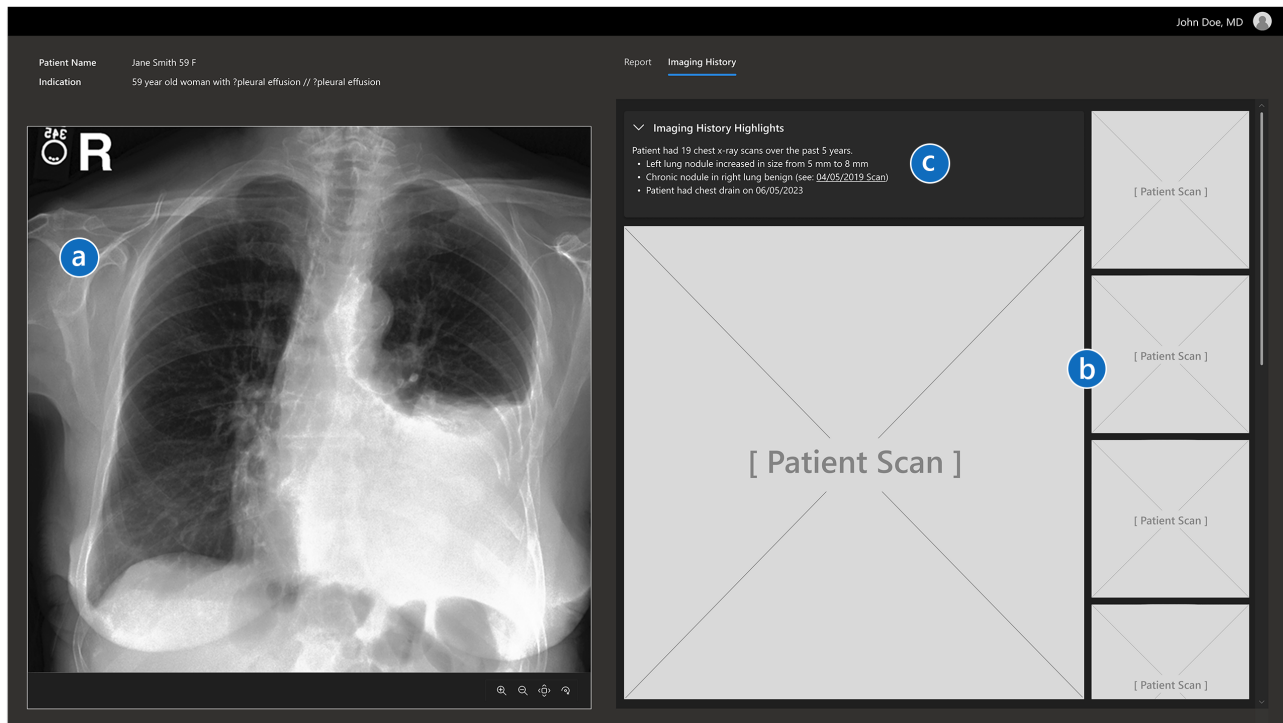 John Doe, MD
Patient Name Jane Smith 59 F
Indication 59 year old woman with ?pleural effusion // ?pleural effusion
Report Imaging History
R
a
Imaging History Highlights
Patient had 19 chest x-ray scans over the past 5 years.
• Left lung nodule increased in size from 5 mm to 8 mm
• Chronic nodule in right lung benign (see: 04/05/2019 Scan)
• Patient had chest drain on 06/05/2023
c
[ Patient Scan ]
b
[ Patient Scan ]
[ Patient Scan ]
[ Patient Scan ]
[ Patient Scan ]